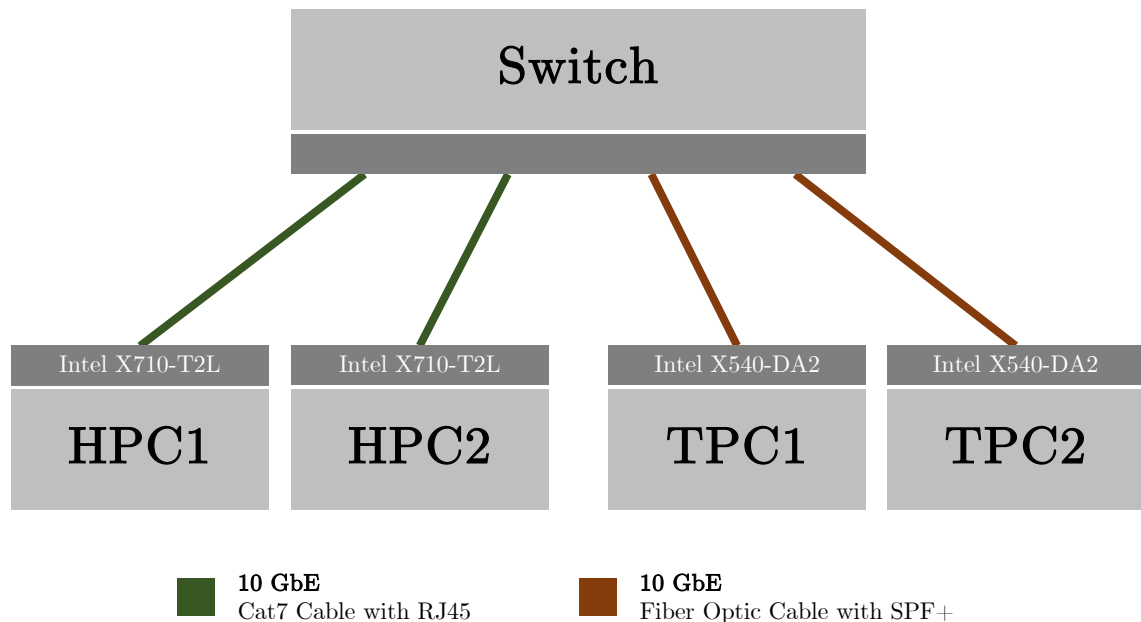 Switch
Intel X710-T2L
Intel X710-T2L
Intel X540-DA2
Intel X540-DA2
HPC1
HPC2
TPC1
TPC2
10 GbE
Cat7 Cable with RJ45
10 GbE
Fiber Optic Cable with SPF+